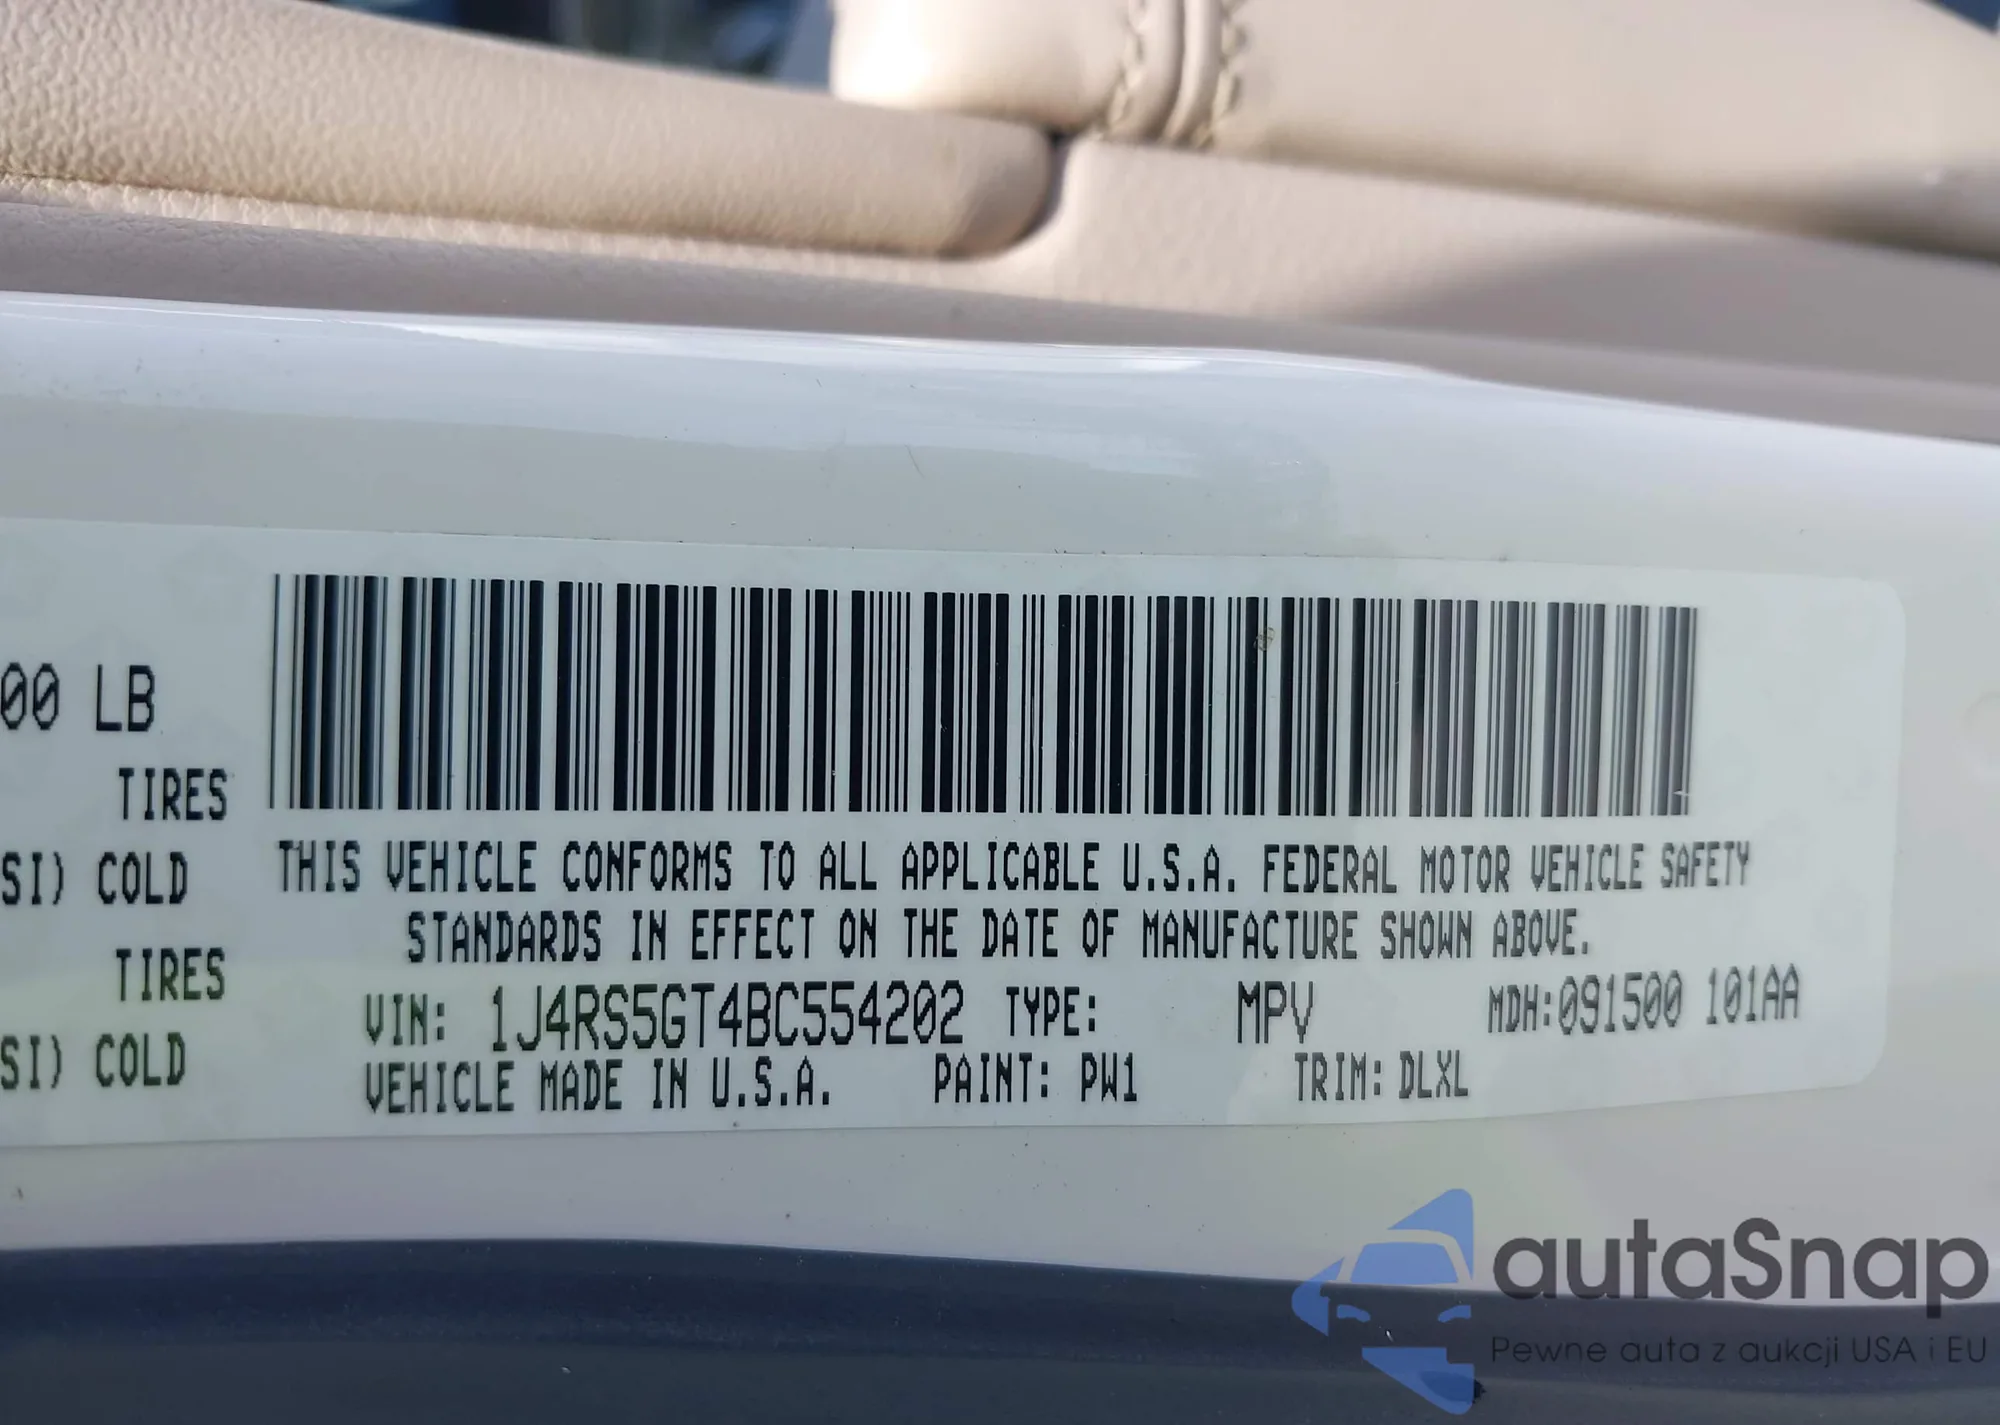 00 LB
TIRES
SI) COLD
TIRES
SI) COLD
THIS VEHICLE CONFORMS TO ALL APPLICABLE U.S.A. FEDERAL MOTOR VEHICLE SAFETY
STANDARDS IN EFFECT ON THE DATE OF MANUFACTURE SHOWN ABOVE.
VIN: 1J4RS5GT4BC554202 TYPE: MPV MDH:091500 101AA
VEHICLE MADE IN U.S.A. PAINT: PW1 TRIM: DLXL
autaSnap
Pewne auta z aukcji USA i EU